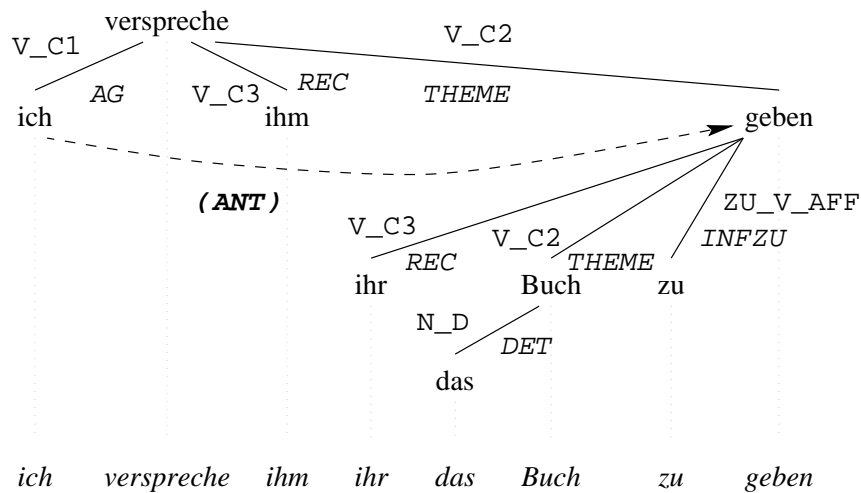 verspreche
V_C1 V_C2
AG V_C3 REC THEME
ich ihm geben
(ANT) ZU_V_AFF
V_C3 V_C2 INFZU
REC THEME
ihr Buch zu
N_D
DET
das
ich verspreche ihm ihr das Buch zu geben